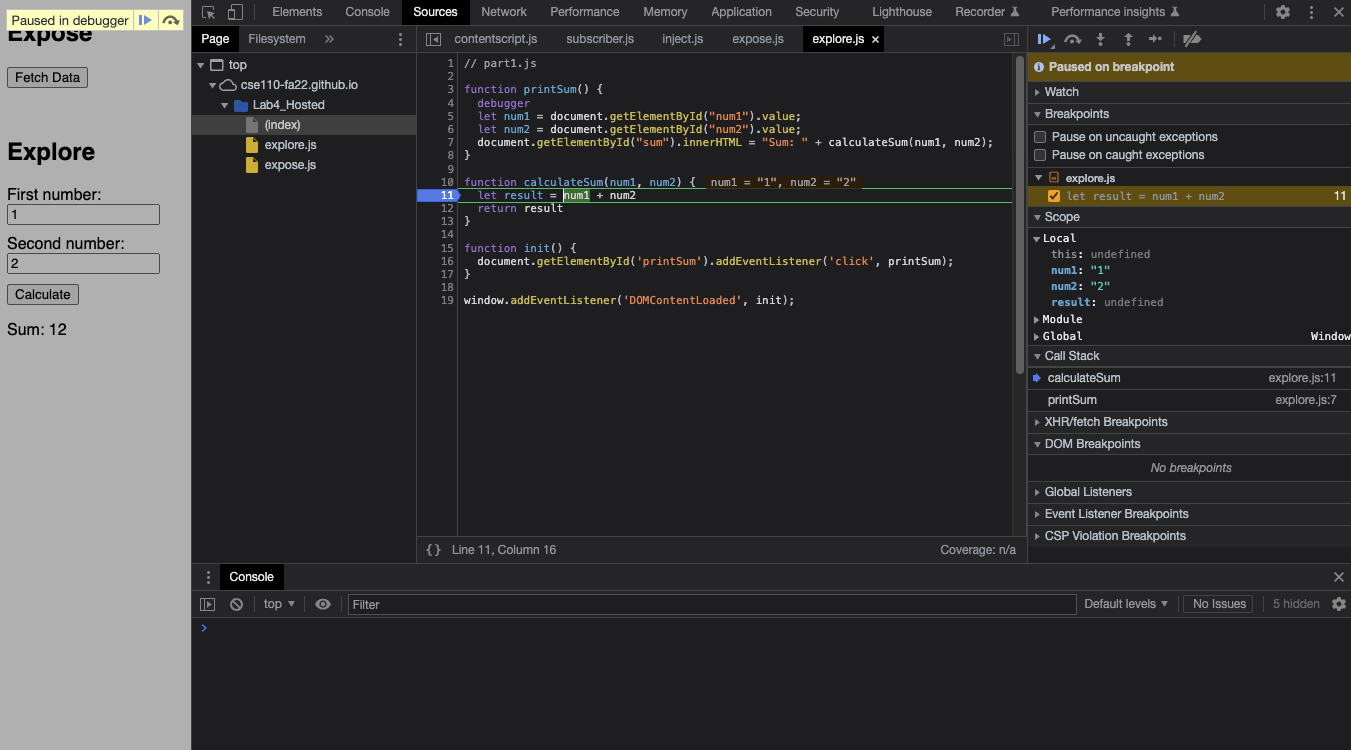 Paused in debugger
Expose
Fetch Data
Explore
First number:
1
Second number:
2
Calculate
Sum: 12
Elements Console Sources Network Performance Memory Application Security Lighthouse Recorder Performance insights
Page Filesystem »
top
cse110-fa22.github.io
Lab4_Hosted
(index)
explore.js
expose.js
contentscript.js subscriber.js inject.js expose.js explore.js ×
1 // part1.js
2
3 function printSum() {
4 debugger
5 let num1 = document.getElementById("num1").value;
6 let num2 = document.getElementById("num2").value;
7 document.getElementById("sum").innerHTML = "Sum: " + calculateSum(num1, num2);
8 }
9
10 function calculateSum(num1, num2) { num1 = "1", num2 = "2"
11 let result = num1 + num2
12 return result
13 }
14
15 function init() {
16 document.getElementById('printSum').addEventListener('click', printSum);
17 }
18
19 window.addEventListener('DOMContentLoaded', init);
{} Line 11, Column 16 Coverage: n/a
Paused on breakpoint
Watch
Breakpoints
Pause on uncaught exceptions
Pause on caught exceptions
explore.js
let result = num1 + num2 11
Scope
Local
this: undefined
num1: "1"
num2: "2"
result: undefined
Module
Global Window
Call Stack
calculateSum explore.js:11
printSum explore.js:7
XHR/fetch Breakpoints
DOM Breakpoints
No breakpoints
Global Listeners
Event Listener Breakpoints
CSP Violation Breakpoints
Console
top Filter Default levels No Issues 5 hidden